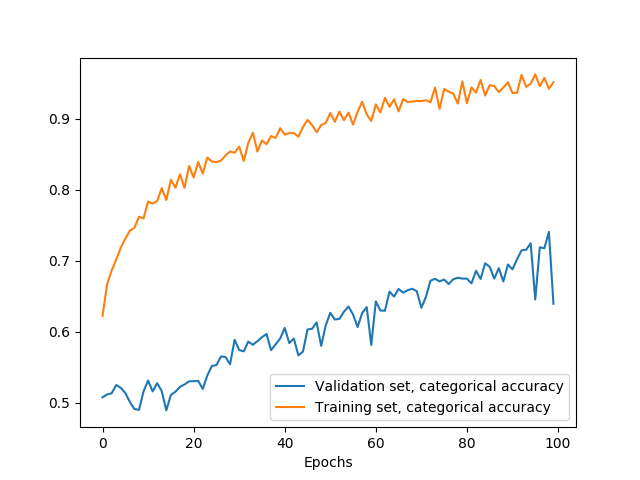 0.9
0.8
0.7
0.6
0.5
0 20 40 60 80 100
Epochs
Validation set, categorical accuracy
Training set, categorical accuracy